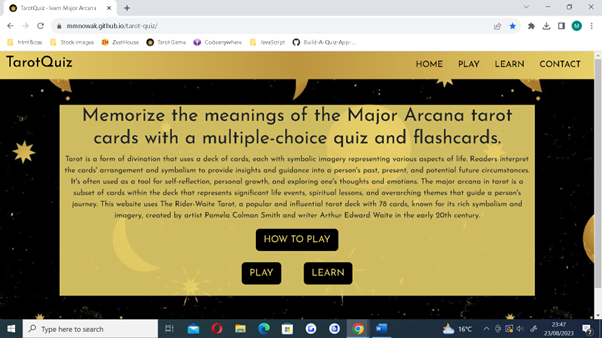 TarotQuiz - learn Major Arcana
mmnowak.github.io/tarot-quiz/
html&css
Stock images
ZeetHouse
Tarot Game
Codeanywhere
JavaScript
Build-A-Quiz-App-...
TarotQuiz
HOME
PLAY
LEARN
CONTACT
Memorize the meanings of the Major Arcana tarot
cards with a multiple-choice quiz and flashcards.
Tarot is a form of divination that uses a deck of cards, each with symbolic imagery representing various aspects of life. Readers interpret
the cards' arrangement and symbolism to provide insights and guidance into a person's past, present, and potential future circumstances.
It's often used as a tool for self-reflection, personal growth, and exploring one's thoughts and emotions. The major arcana in tarot is a
subset of cards within the deck that represents significant life events, spiritual lessons, and overarching themes that guide a person's
journey. This website uses The Rider-Waite Tarot, a popular and influential tarot deck with 78 cards, known for its rich symbolism and
imagery, created by artist Pamela Colman Smith and writer Arthur Edward Waite in the early 20th century.
HOW TO PLAY
PLAY
LEARN
Type here to search
16°C
23:47
23/08/2023